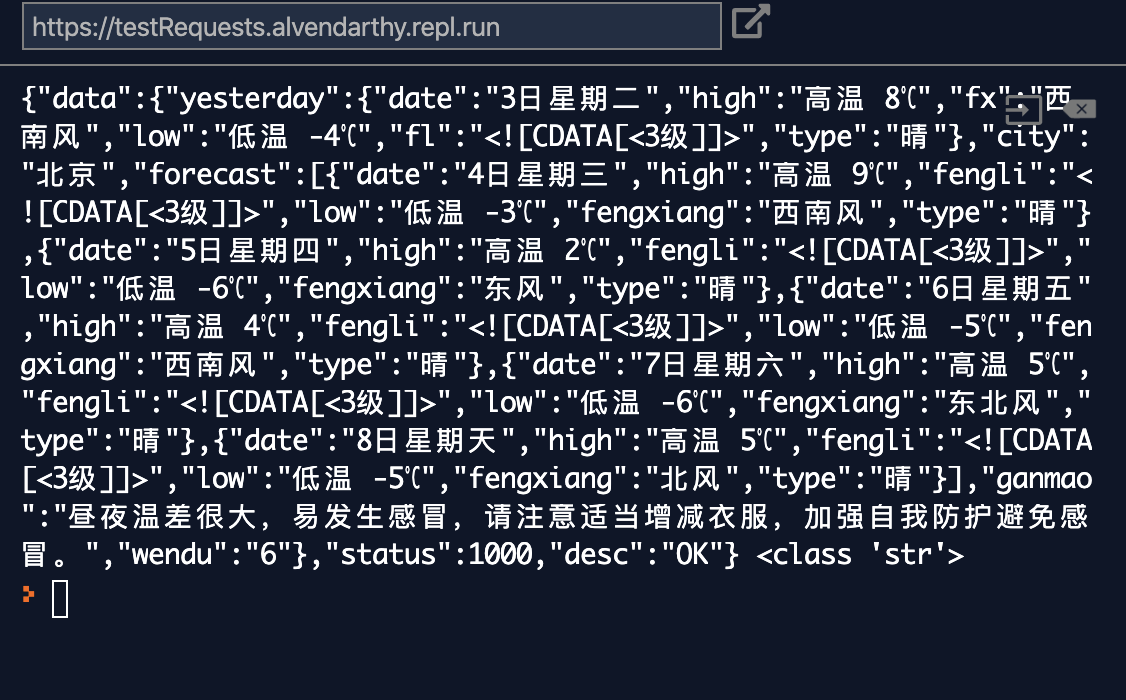 https://testRequests.alvendarthy.repl.run
{"data":{"yesterday":{"date":"3日星期二","high":"高温 8℃","fx":"西
南风","low":"低温 -4℃","fl":"<![CDATA[<3级]]>","type":"晴"},"city":
"北京","forecast":[{"date":"4日星期三","high":"高温 9℃","fengli":"<
![CDATA[<3级]]>","low":"低温 -3℃","fengxiang":"西南风","type":"晴"}
,{"date":"5日星期四","high":"高温 2℃","fengli":"<![CDATA[<3级]]>","
low":"低温 -6℃","fengxiang":"东风","type":"晴"},{"date":"6日星期五"
,"high":"高温 4℃","fengli":"<![CDATA[<3级]]>","low":"低温 -5℃","fen
gxiang":"西南风","type":"晴"},{"date":"7日星期六","high":"高温 5℃",
"fengli":"<![CDATA[<3级]]>","low":"低温 -6℃","fengxiang":"东北风","
type":"晴"},{"date":"8日星期天","high":"高温 5℃","fengli":"<![CDATA
[<3级]]>","low":"低温 -5℃","fengxiang":"北风","type":"晴"}],"ganmao
":"昼夜温差很大，易发生感冒，请注意适当增减衣服，加强自我防护避免感
冒。","wendu":"6"},"status":1000,"desc":"OK"} <class 'str'>